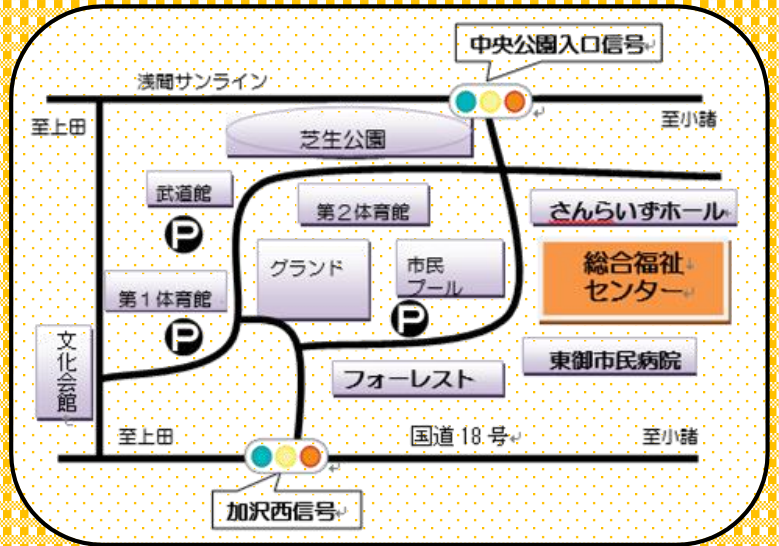 中央公園入口信号
浅間サンライン
至上田
至小諸
芝生公園
武道館
P
第2体育館
さんらいずホール
グランド
市民
プール
総合福祉
センター
第1体育館
P
P
文化会館
フォーレスト
東御市民病院
至上田
国道18号
至小諸
加沢西信号